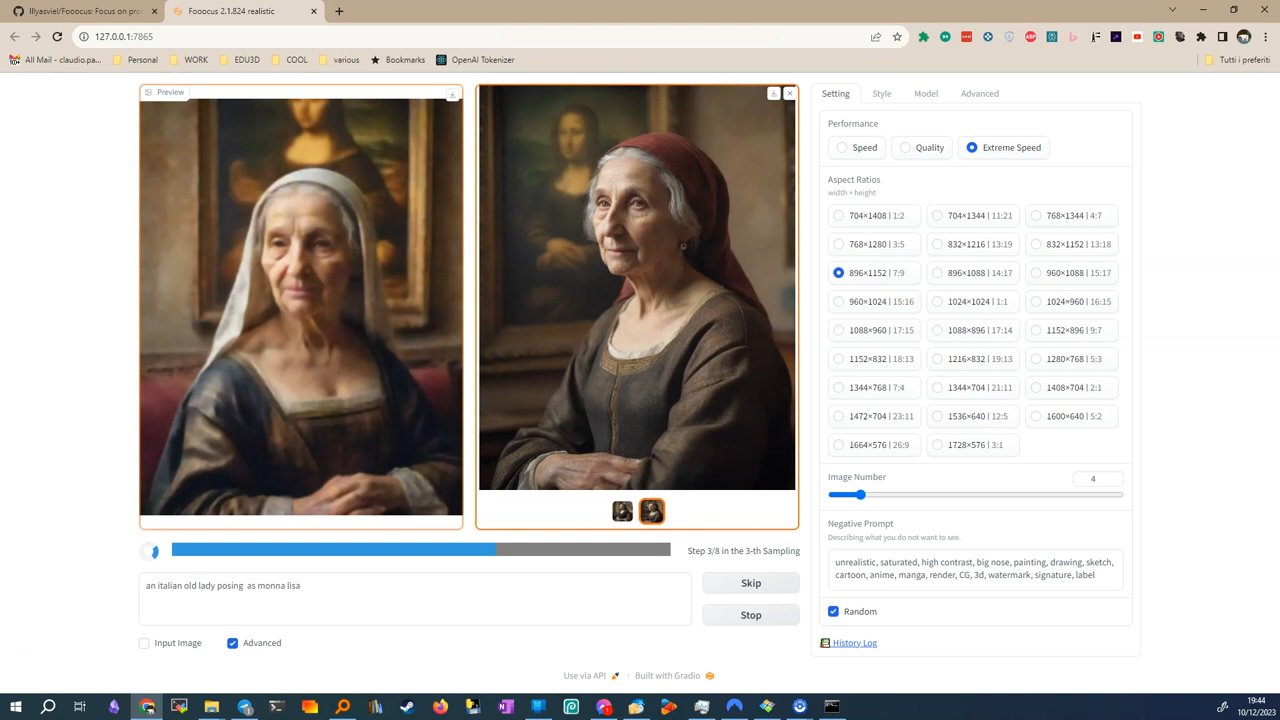 lllyasviel/Fooocus: Focus on pro
Fooocus 2.1.824 realistic
127.0.0.1:7865
All Mail - claudio.pa...
Personal
WORK
EDU3D
COOL
various
Bookmarks
OpenAI Tokenizer
Tutti i preferiti
Preview
Setting
Style
Model
Advanced
Performance
Speed
Quality
Extreme Speed
Aspect Ratios
width × height
704×1408 | 1:2
704×1344 | 11:21
768×1344 | 4:7
768×1280 | 3:5
832×1216 | 13:19
832×1152 | 13:18
896×1152 | 7:9
896×1088 | 14:17
960×1088 | 15:17
960×1024 | 15:16
1024×1024 | 1:1
1024×960 | 16:15
1088×960 | 17:15
1088×896 | 17:14
1152×896 | 9:7
1152×832 | 18:13
1216×832 | 19:13
1280×768 | 5:3
1344×768 | 7:4
1344×704 | 21:11
1408×704 | 2:1
1472×704 | 23:11
1536×640 | 12:5
1600×640 | 5:2
1664×576 | 26:9
1728×576 | 3:1
Image Number
4
Negative Prompt
Describing what you do not want to see.
unrealistic, saturated, high contrast, big nose, painting, drawing, sketch,
cartoon, anime, manga, render, CG, 3d, watermark, signature, label
Random
History Log
Step 3/8 in the 3-th Sampling
an italian old lady posing  as monna lisa
Skip
Stop
Input Image
Advanced
Use via API
· Built with Gradio
19:44
10/12/2023